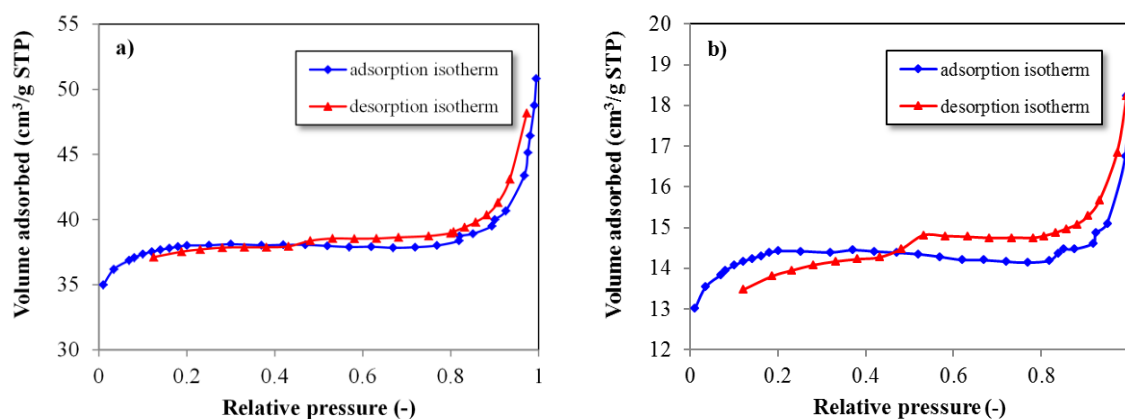 a)
adsorption isotherm
desorption isotherm
Volume adsorbed (cm³/g STP)
55
50
45
40
35
30
0
0.2
0.4
0.6
0.8
1
Relative pressure (-)
b)
adsorption isotherm
desorption isotherm
Volume adsorbed (cm³/g STP)
20
19
18
17
16
15
14
13
12
0
0.2
0.4
0.6
0.8
Relative pressure (-)